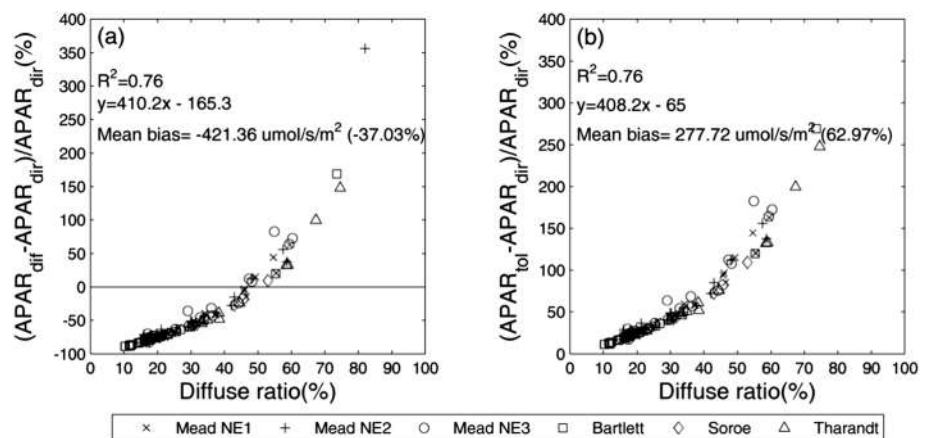 (a)
R²=0.76
y=410.2x - 165.3
Mean bias= -421.36 umol/s/m² (-37.03%)
(APAR_dif-APAR_dir)/APAR_dir(%)
400
350
300
250
200
150
100
50
0
-50
-100
0 10 20 30 40 50 60 70 80 90 100
Diffuse ratio(%)
(b)
R²=0.76
y=408.2x - 65
Mean bias= 277.72 umol/s/m² (62.97%)
(APAR_tol-APAR_dir)/APAR_dir(%)
400
350
300
250
200
150
100
50
0
0 10 20 30 40 50 60 70 80 90 100
Diffuse ratio(%)
Mead NE1 Mead NE2 Mead NE3 Bartlett Soroe Tharandt